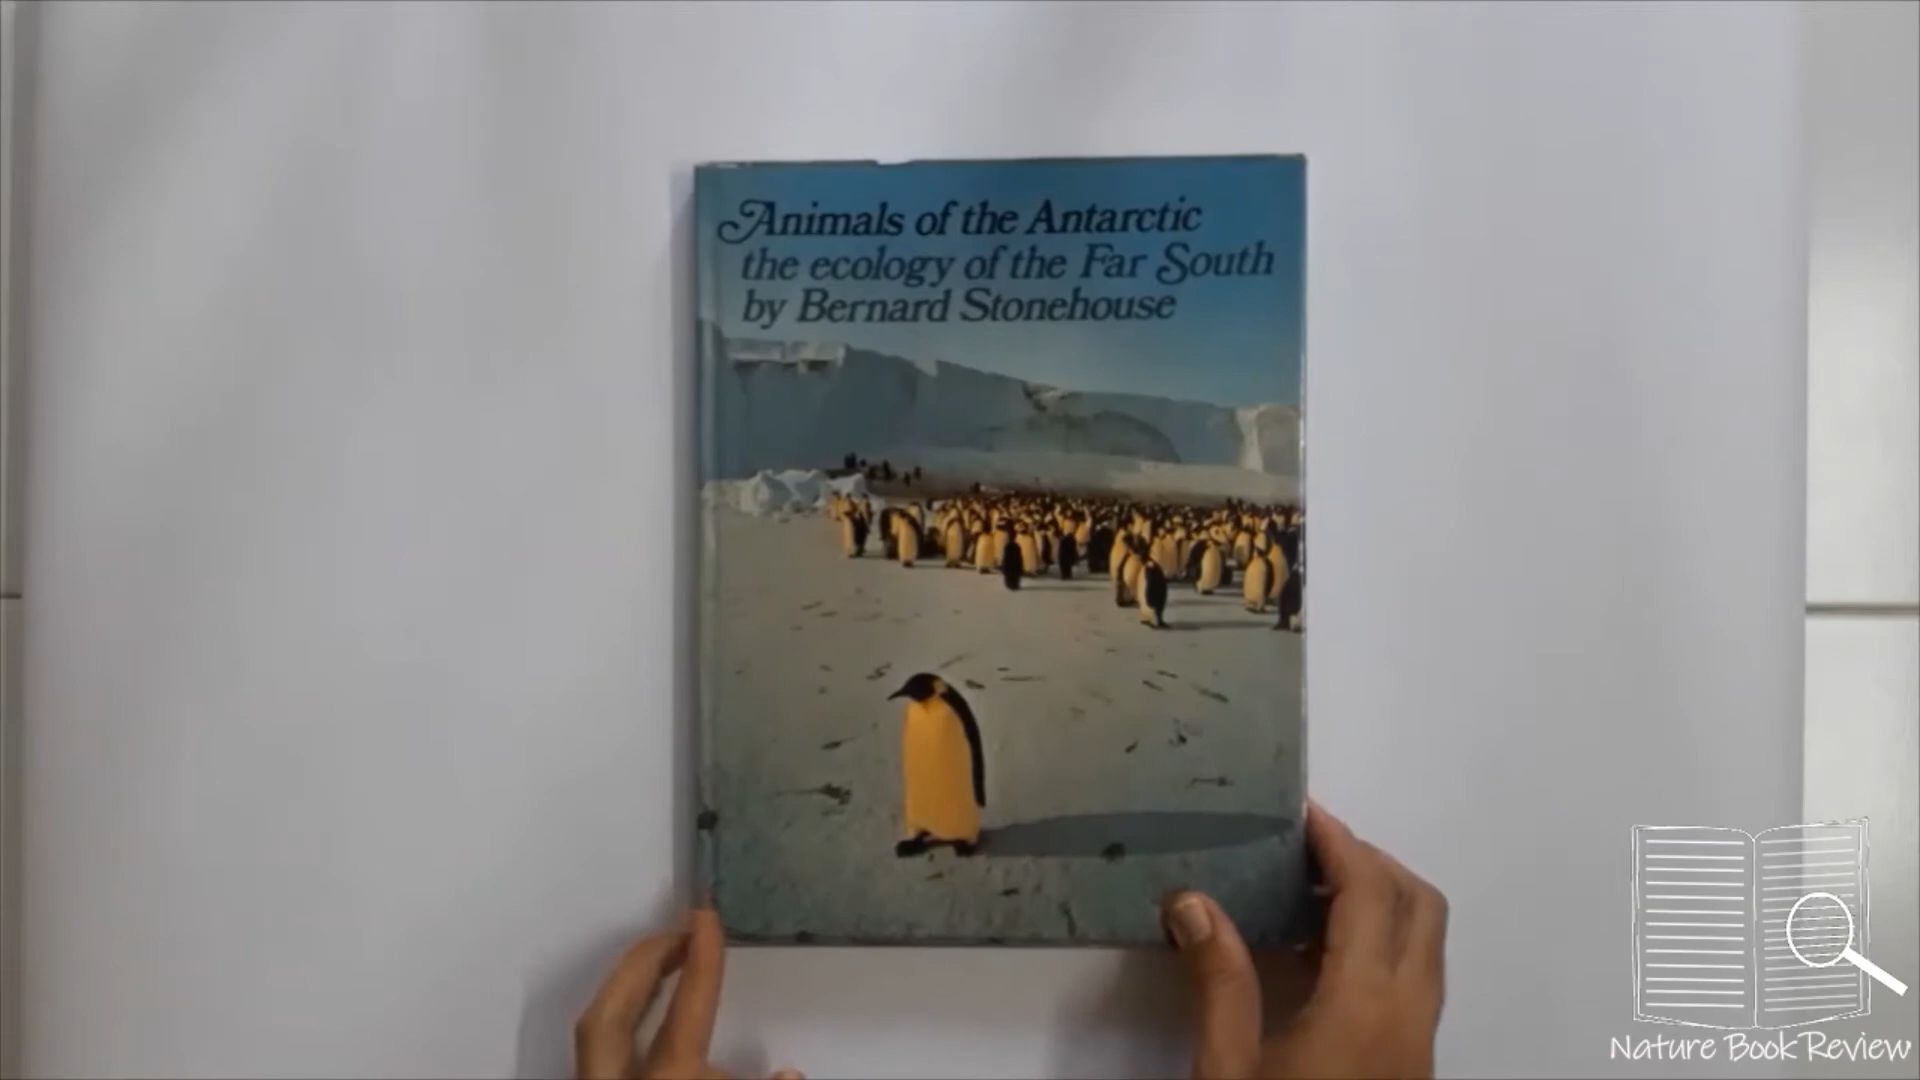 Animals of the Antarctic
the ecology of the Far South
by Bernard Stonehouse
Nature Book Review